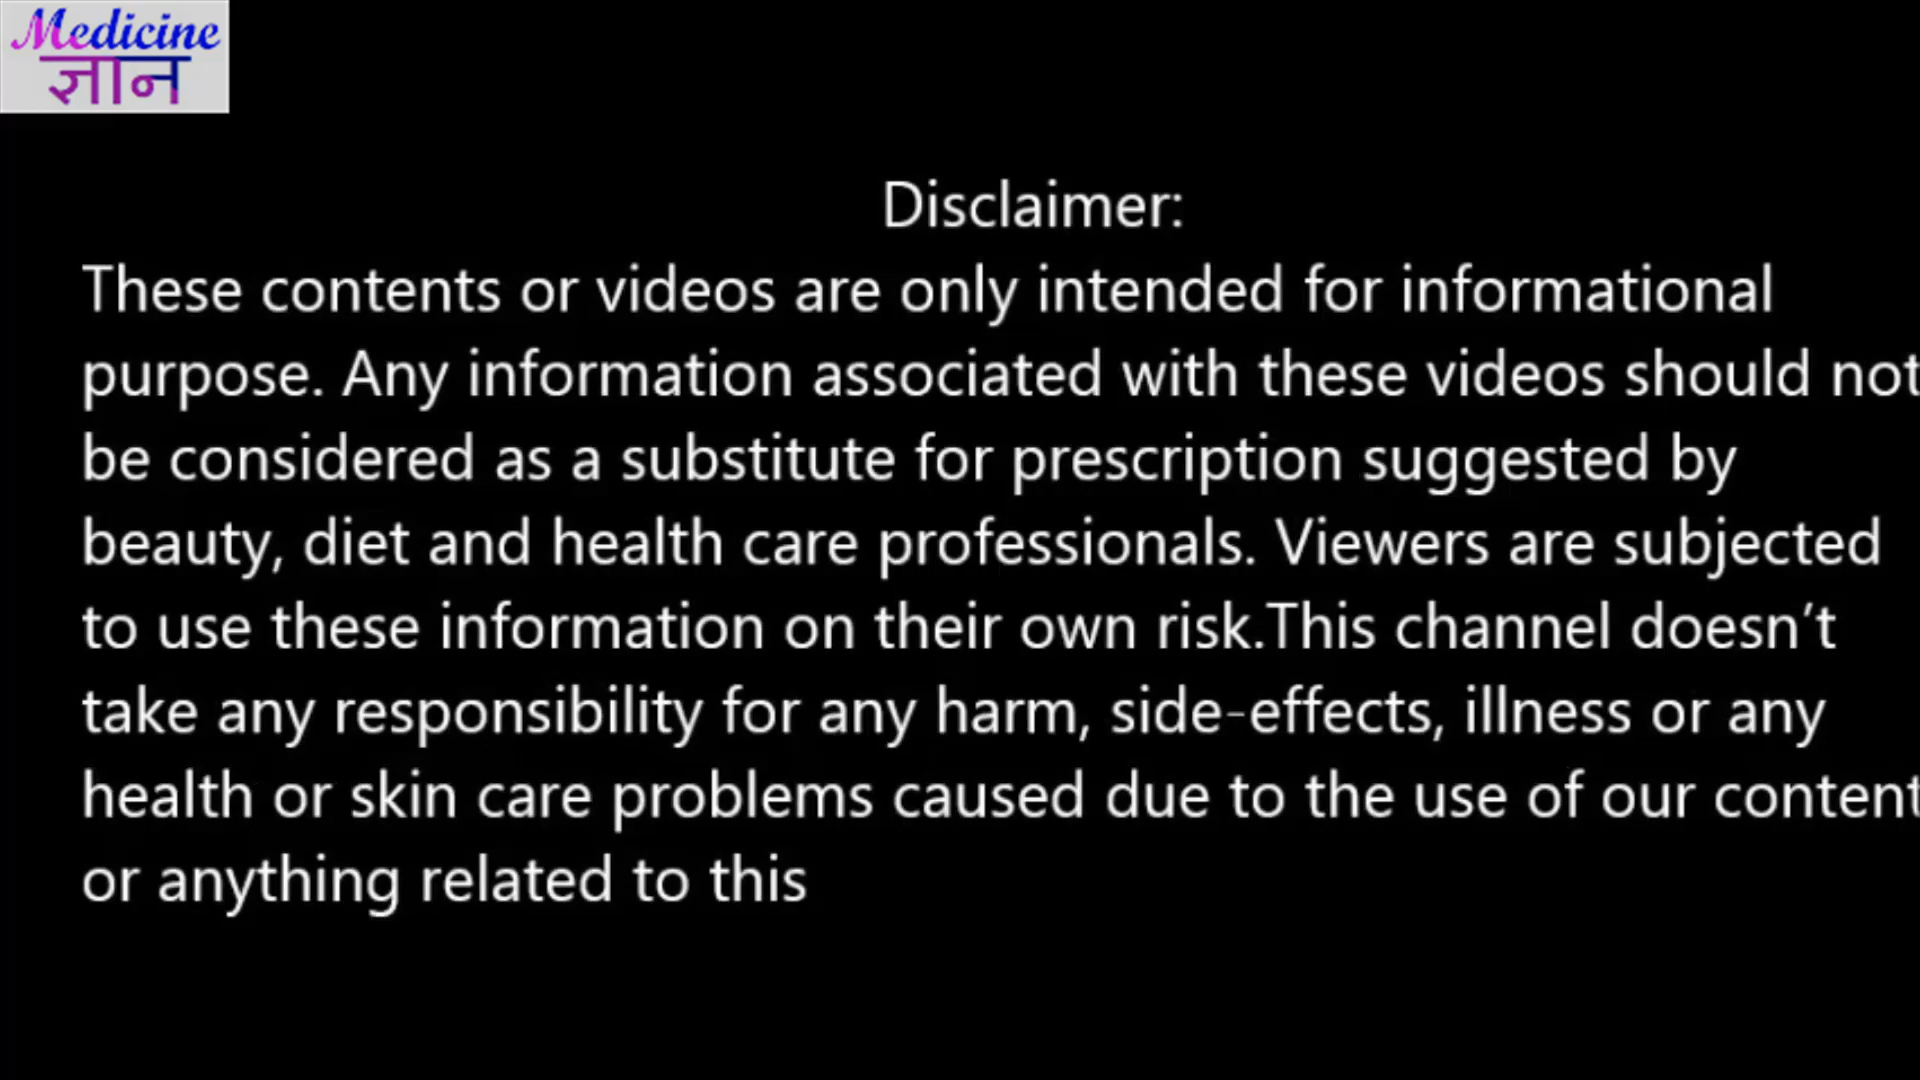 Medicine
ज्ञान
Disclaimer:
These contents or videos are only intended for informational
purpose. Any information associated with these videos should not
be considered as a substitute for prescription suggested by
beauty, diet and health care professionals. Viewers are subjected
to use these information on their own risk.This channel doesn’t
take any responsibility for any harm, side-effects, illness or any
health or skin care problems caused due to the use of our content
or anything related to this